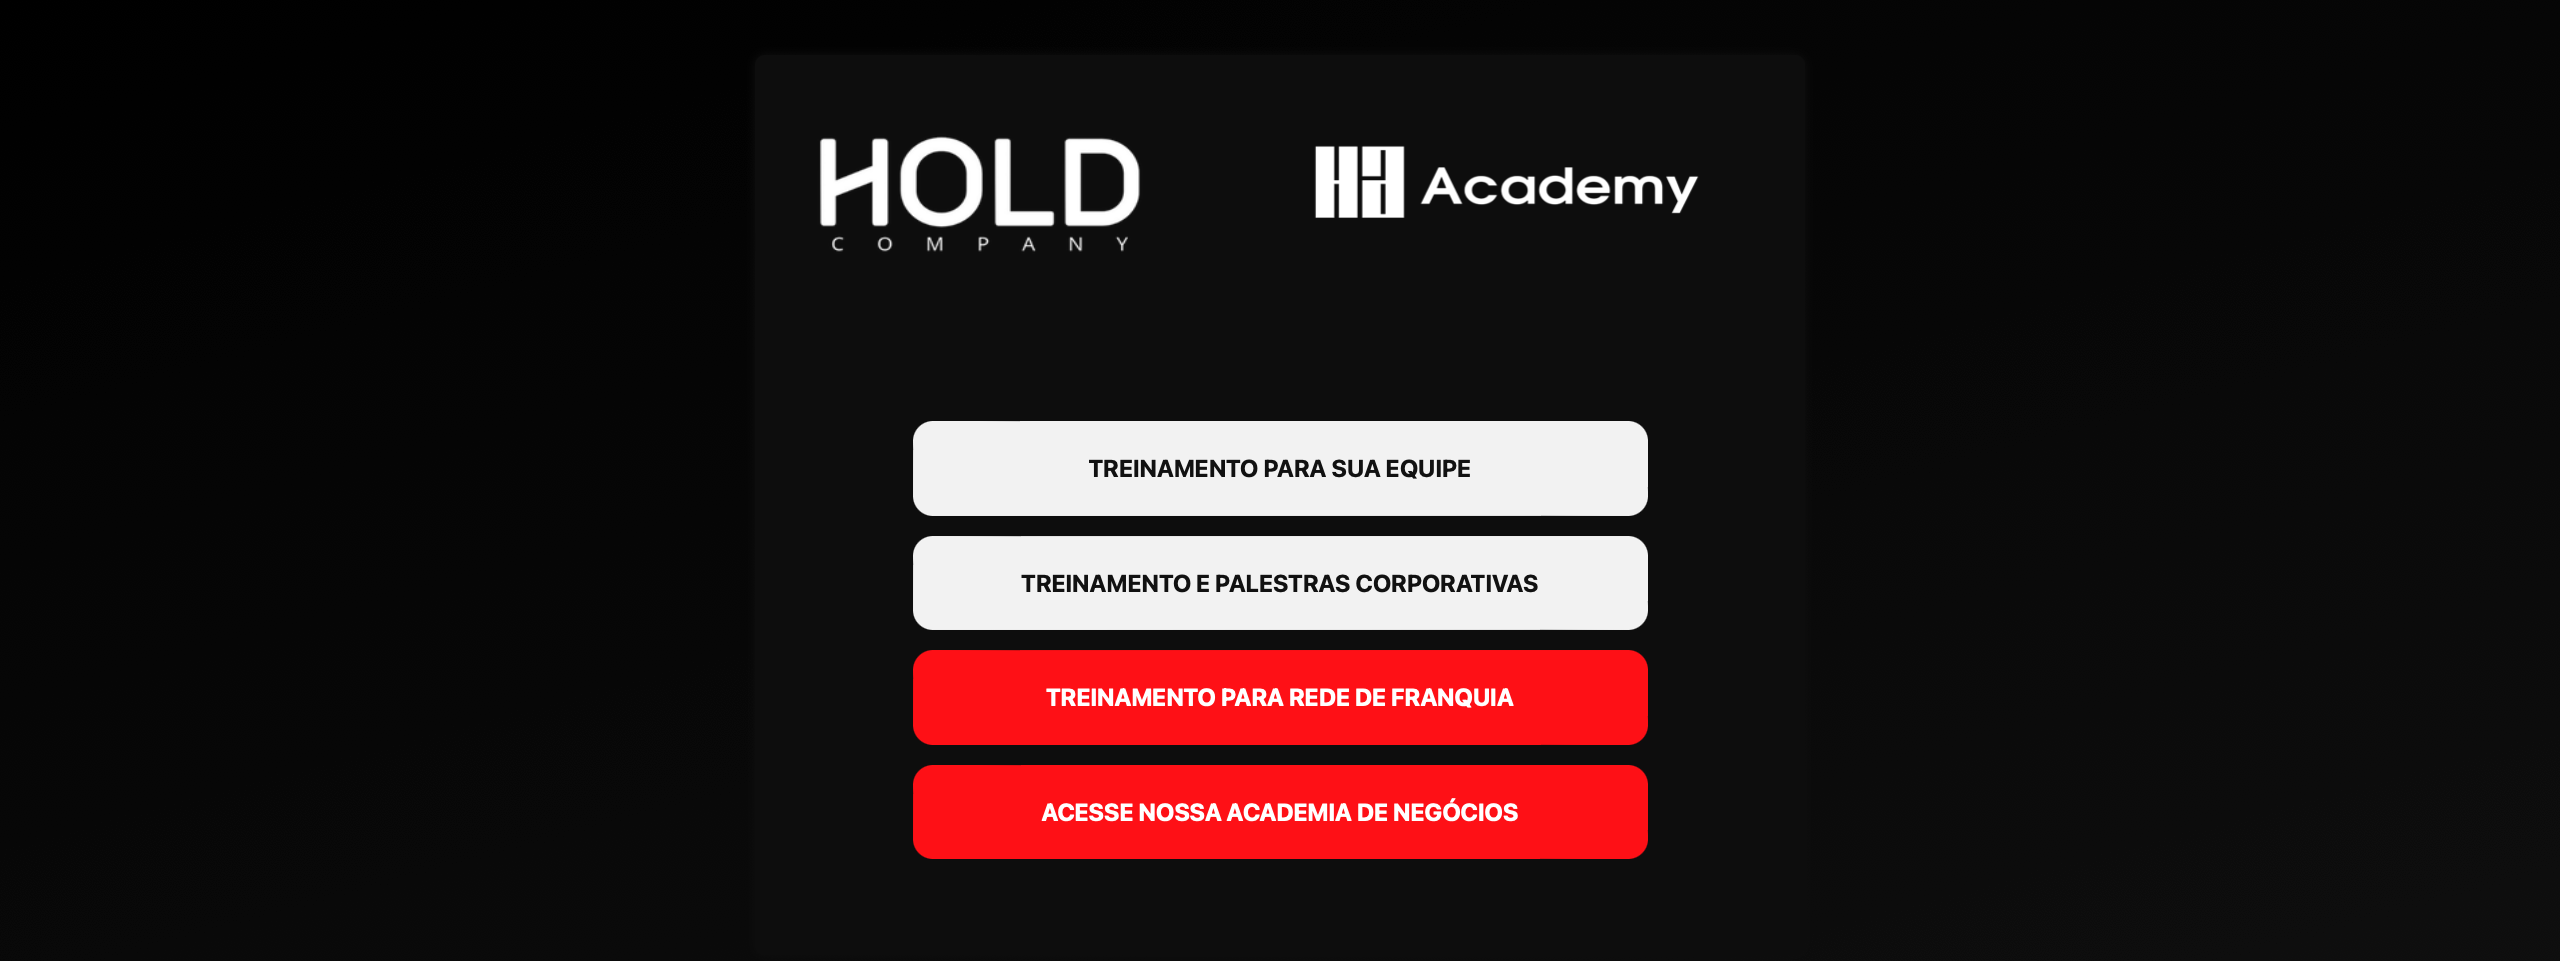 HOLD
COMPANY
Academy
TREINAMENTO PARA SUA EQUIPE
TREINAMENTO E PALESTRAS CORPORATIVAS
TREINAMENTO PARA REDE DE FRANQUIA
ACESSE NOSSA ACADEMIA DE NEGÓCIOS